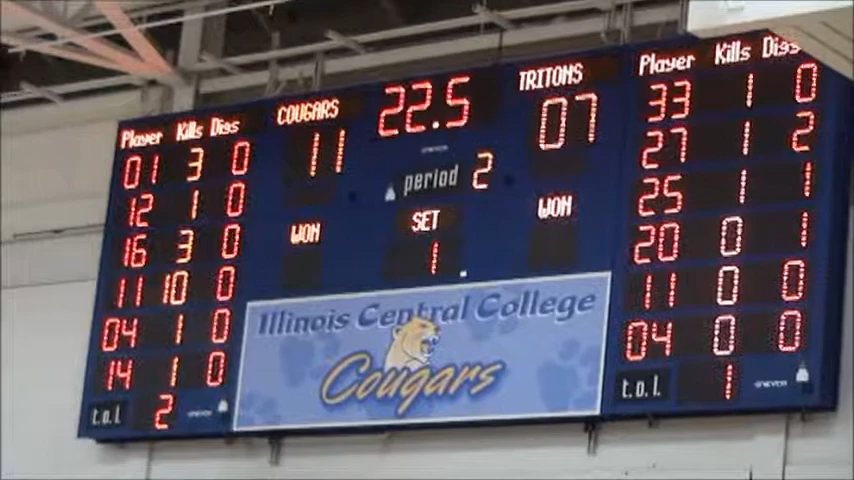 Player Kills Digs
01 3 0
12 1 0
16 3 0
11 10 0
04 1 0
14 1 0
t.o.l 2
COUGARS 22.5 TRITONS
11 07
period 2
WON SET WON
1
Illinois Central College
Cougars
Player Kills Digs
33 1 0
27 1 2
25 1 1
20 0 1
11 0 0
04 0 0
t.o.l 1